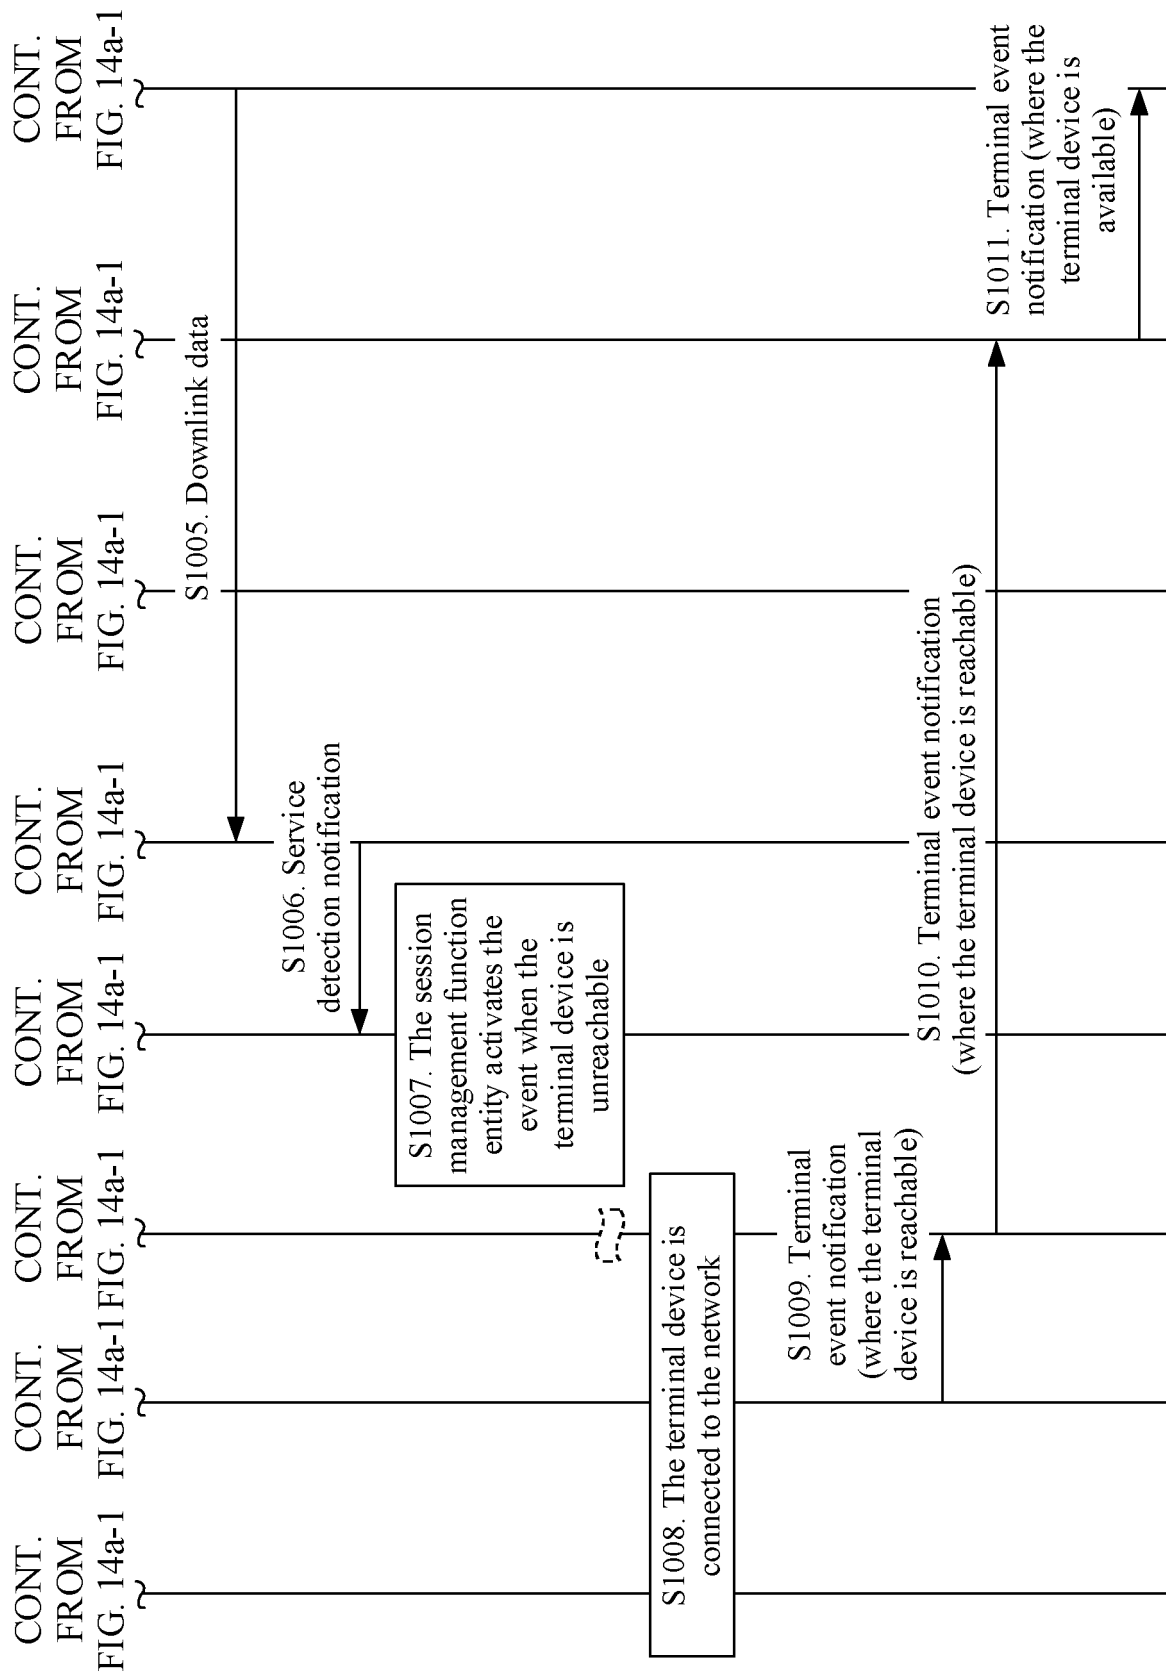 CONT.
FROM
FIG. 14a-1
CONT.
FROM
FIG. 14a-1
CONT.
FROM
FIG. 14a-1
CONT.
FROM
FIG. 14a-1
CONT.
FROM
FIG. 14a-1
CONT.
FROM
FIG. 14a-1
CONT.
FROM
FIG. 14a-1
CONT.
FROM
FIG. 14a-1
S1005. Downlink data
S1006. Service
detection notification
S1007. The session
management function
entity activates the
event when the
terminal device is
unreachable
S1008. The terminal device is
connected to the network
S1009. Terminal
event notification
(where the terminal
device is reachable)
S1010. Terminal event notification
(where the terminal device is reachable)
S1011. Terminal event
notification (where the
terminal device is
available)